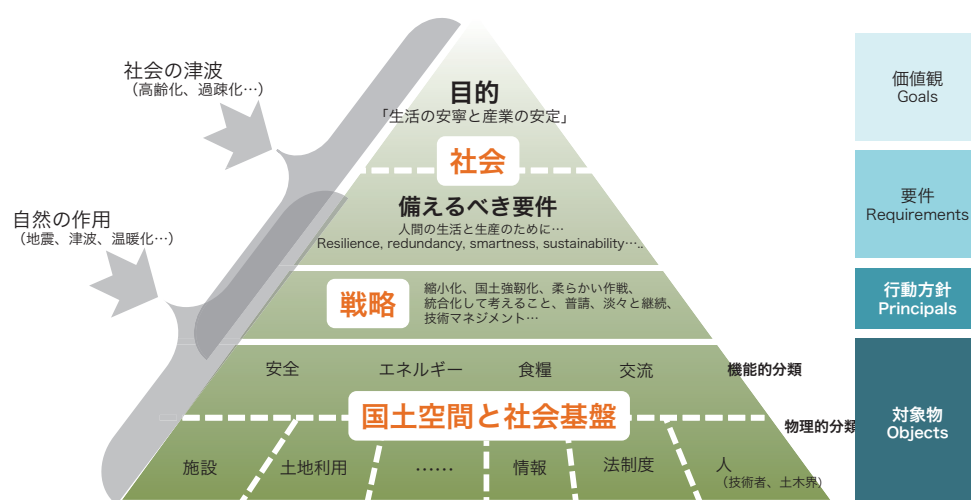 社会の津波
（高齢化、過疎化…）
自然の作用
（地震、津波、温暖化…）
目的
「生活の安寧と産業の安定」
社会
備えるべき要件
人間の生活と生産のために…
Resilience, redundancy, smartness, sustainability…..
戦略
縮小化、国土強靭化、柔らかい作戦、
統合化して考えること、普請、淡々と継続、
技術マネジメント…
安全
エネルギー
食糧
交流
機能的分類
国土空間と社会基盤
物理的分類
施設
土地利用
……
情報
法制度
人
（技術者、土木界）
価値観
Goals
要件
Requirements
行動方針
Principals
対象物
Objects